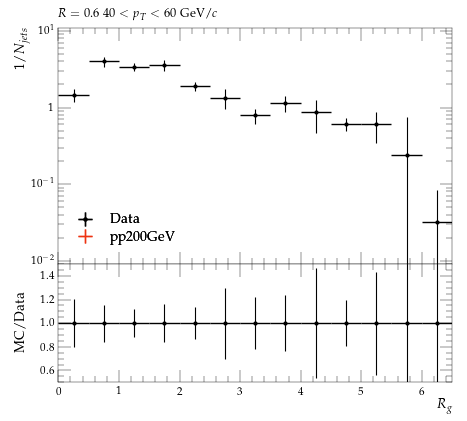 R = 0.6 40 < p_T < 60 GeV/c
1/N_jets
10^1
1
10^−1
10^−2
Data
pp200GeV
MC/Data
1.4
1.2
1.0
0.8
0.6
0 1 2 3 4 5 6
R_g